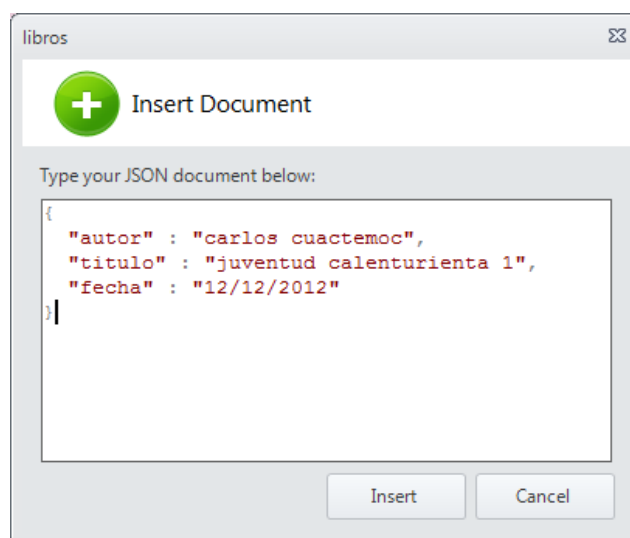 libros
Insert Document
Type your JSON document below:
{
"autor" : "carlos cuactemoc",
"titulo" : "juventud calenturienta 1",
"fecha" : "12/12/2012"
}
Insert Cancel